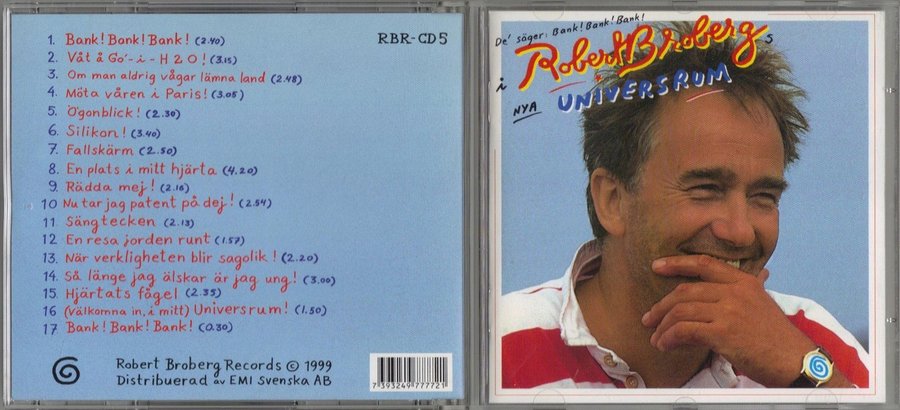 RBR-CD5
1. Bank! Bank! Bank! (2.40)
2. Våt å Go'-i-H2O! (3.15)
3. Om man aldrig vågar lämna land (2.48)
4. Möta våren i Paris! (3.05)
5. Ögonblick! (2.30)
6. Silikon! (3.40)
7. Fallskärm (2.50)
8. En plats i mitt hjärta (4.20)
9. Rädda mej! (2.16)
10 Nu tar jag patent på dej! (2.54)
11. Sängtecken (2.13)
12. En resa jorden runt (1.57)
13. När verkligheten blir sagolik! (2.20)
14. Så länge jag älskar är jag ung! (3.00)
15. Hjärtats fågel (2.35)
16 (Välkomna in, i mitt) Universrum! (1.50)
17 Bank! Bank! Bank! (0.30)
Robert Broberg Records © 1999
Distribuerad av EMI Svenska AB
7 393249 777721
De' säger: Bank! Bank! Bank!
i Robert Brobergs
NYA UNIVERSRUM